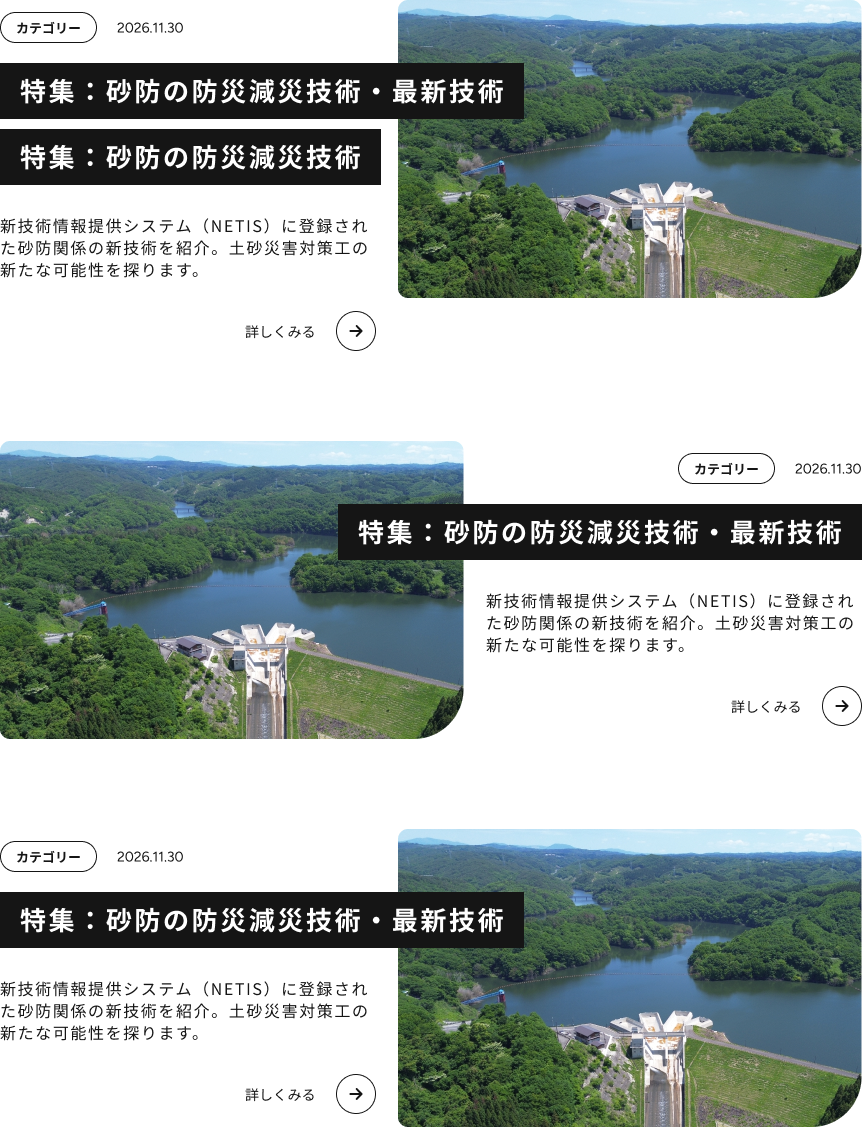 カテゴリー 2026.11.30
特集：砂防の防災減災技術・最新技術
特集：砂防の防災減災技術
新技術情報提供システム（NETIS）に登録され
た砂防関係の新技術を紹介。土砂災害対策工の
新たな可能性を探ります。
詳しくみる
カテゴリー 2026.11.30
特集：砂防の防災減災技術・最新技術
新技術情報提供システム（NETIS）に登録され
た砂防関係の新技術を紹介。土砂災害対策工の
新たな可能性を探ります。
詳しくみる
カテゴリー 2026.11.30
特集：砂防の防災減災技術・最新技術
新技術情報提供システム（NETIS）に登録され
た砂防関係の新技術を紹介。土砂災害対策工の
新たな可能性を探ります。
詳しくみる